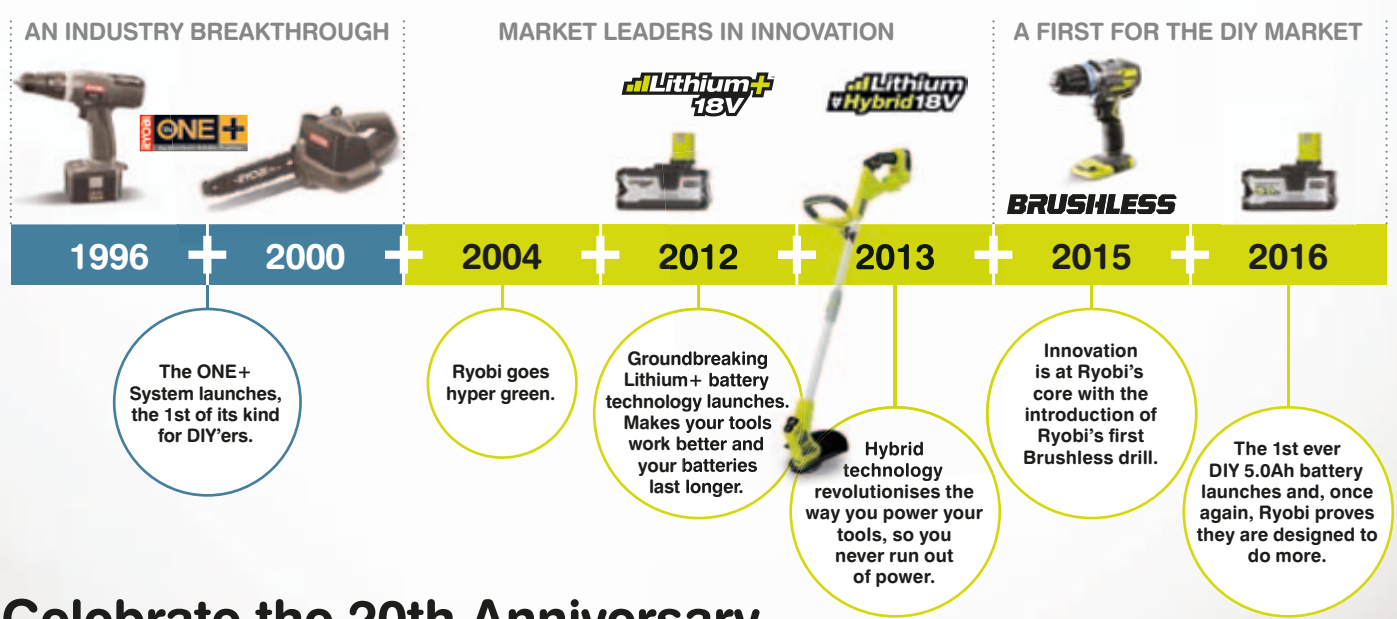 AN INDUSTRY BREAKTHROUGH
MARKET LEADERS IN INNOVATION
A FIRST FOR THE DIY MARKET
RYOBI
ONE+
Lithium+
18V
Lithium
Hybrid18V
BRUSHLESS
1996
2000
2004
2012
2013
2015
2016
The ONE+
System launches,
the 1st of its kind
for DIY'ers.
Ryobi goes
hyper green.
Groundbreaking
Lithium+ battery
technology launches.
Makes your tools
work better and
your batteries
last longer.
Hybrid
technology
revolutionises the
way you power your
tools, so you
never run out
of power.
Innovation
is at Ryobi's
core with the
introduction of
Ryobi's first
Brushless drill.
The 1st ever
DIY 5.0Ah battery
launches and, once
again, Ryobi proves
they are designed to
do more.
Celebrate the 20th Anniversary